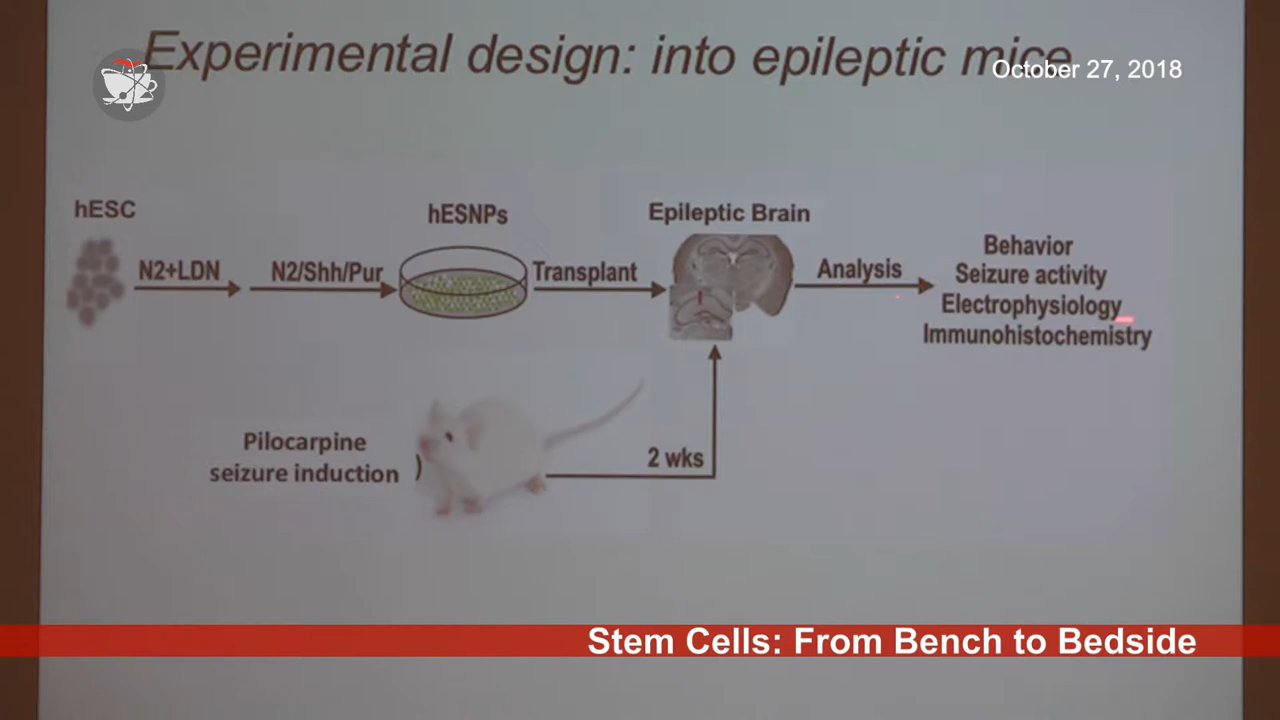 Experimental design: into epileptic mice
October 27, 2018
hESC
N2+LDN
N2/Shh/Pur
hESNPs
Transplant
Epileptic Brain
Analysis
Behavior
Seizure activity
Electrophysiology
Immunohistochemistry
Pilocarpine
seizure induction
2 wks
Stem Cells: From Bench to Bedside